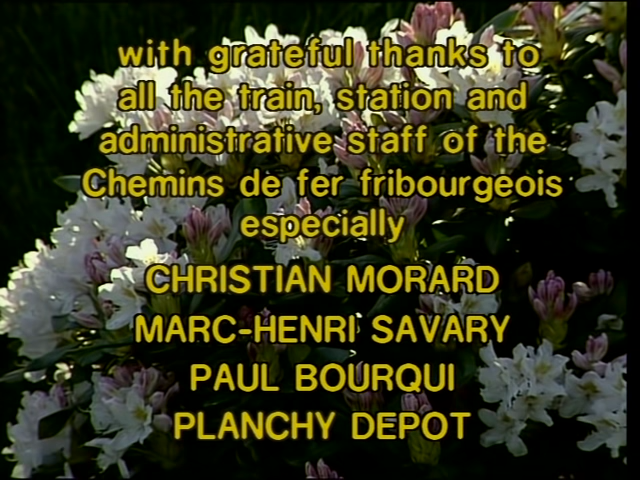 with grateful thanks to
all the train, station and
administrative staff of the
Chemins de fer fribourgeois
especially
CHRISTIAN MORARD
MARC-HENRI SAVARY
PAUL BOURQUI
PLANCHY DEPOT